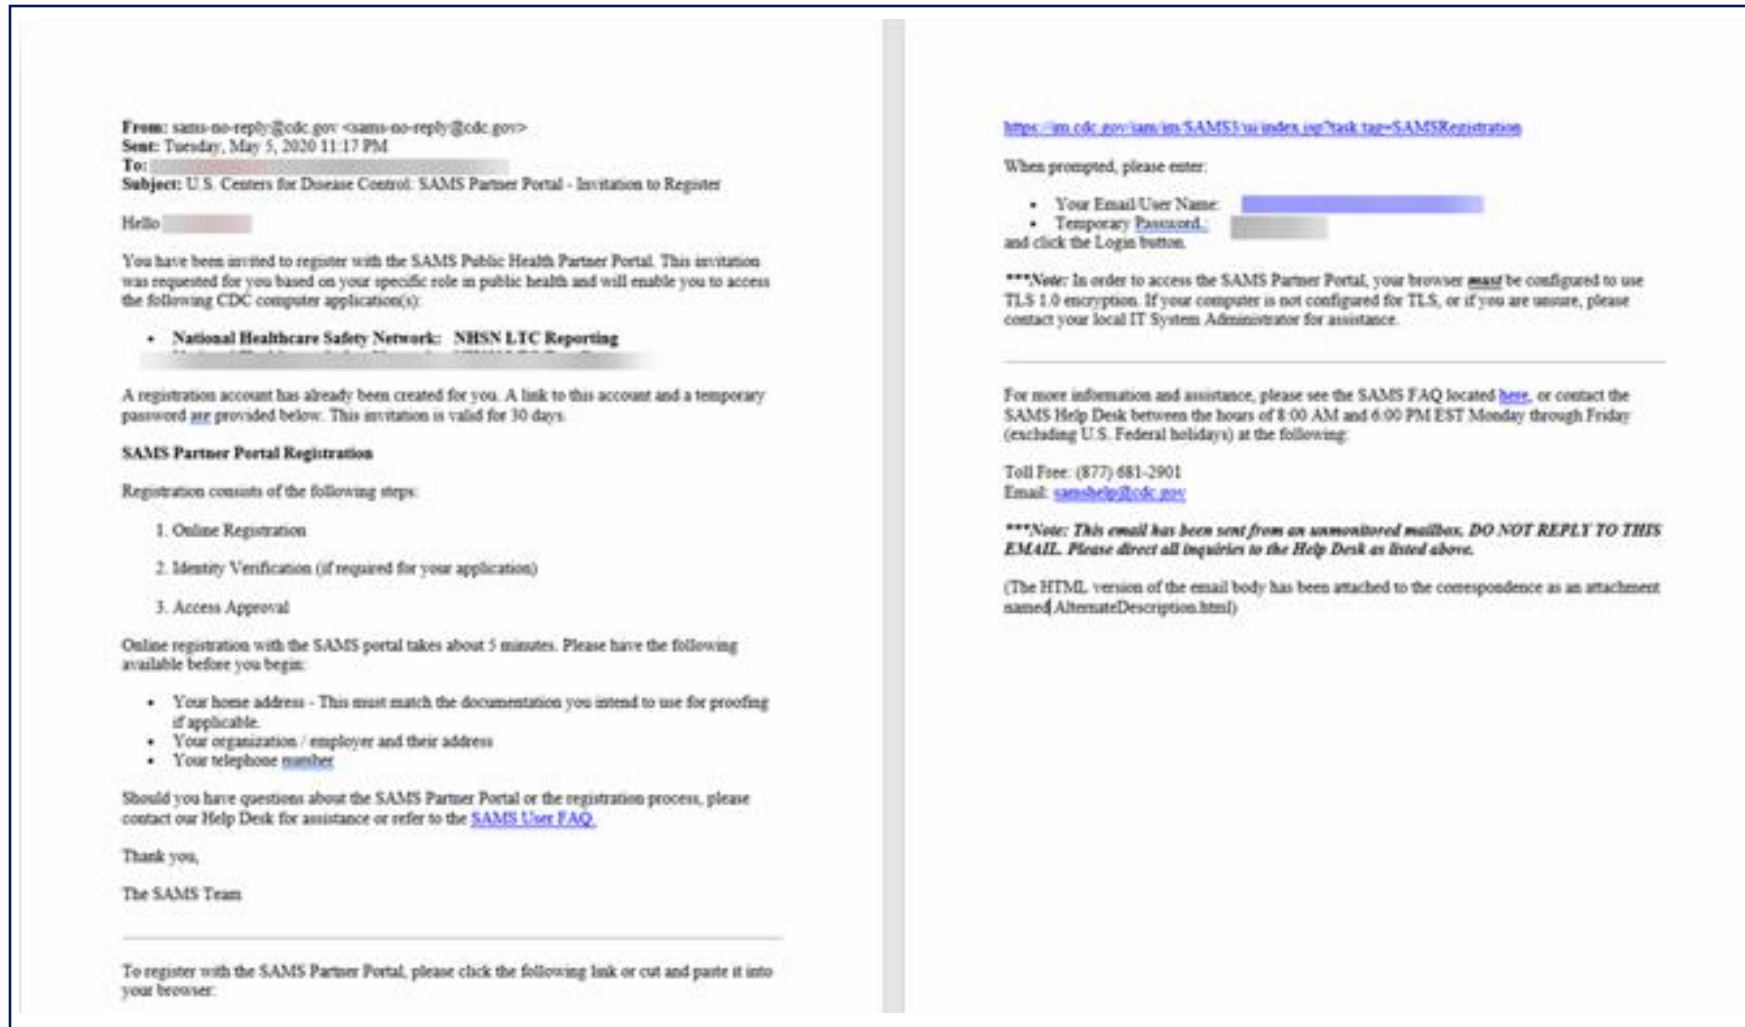 From: sams-no-reply@cdc.gov <sams-no-reply@cdc.gov>
Sent: Tuesday, May 5, 2020 11:17 PM
To:
Subject: U.S. Centers for Disease Control: SAMS Partner Portal - Invitation to Register
Hello
You have been invited to register with the SAMS Public Health Partner Portal. This invitation
was requested for you based on your specific role in public health and will enable you to access
the following CDC computer application(s):
• National Healthcare Safety Network: NHSN LTC Reporting
A registration account has already been created for you. A link to this account and a temporary
password are provided below. This invitation is valid for 30 days.
SAMS Partner Portal Registration
Registration consists of the following steps:
1. Online Registration
2. Identity Verification (if required for your application)
3. Access Approval
Online registration with the SAMS portal takes about 5 minutes. Please have the following
available before you begin:
• Your home address - This must match the documentation you intend to use for proofing
if applicable.
• Your organization / employer and their address
• Your telephone number
Should you have questions about the SAMS Partner Portal or the registration process, please
contact our Help Desk for assistance or refer to the SAMS User FAQ.
Thank you,
The SAMS Team
To register with the SAMS Partner Portal, please click the following link or cut and paste it into
your browser:
https://im.cdc.gov/iam/im/SAMS3/ui/index.jsp?task.tag=SAMSRegistration
When prompted, please enter:
• Your Email/User Name:
• Temporary Password.:
and click the Login button.
***Note: In order to access the SAMS Partner Portal, your browser must be configured to use
TLS 1.0 encryption. If your computer is not configured for TLS, or if you are unsure, please
contact your local IT System Administrator for assistance.
For more information and assistance, please see the SAMS FAQ located here, or contact the
SAMS Help Desk between the hours of 8:00 AM and 6:00 PM EST Monday through Friday
(excluding U.S. Federal holidays) at the following:
Toll Free: (877) 681-2901
Email: samshelp@cdc.gov
***Note: This email has been sent from an unmonitored mailbox. DO NOT REPLY TO THIS
EMAIL. Please direct all inquiries to the Help Desk as listed above.
(The HTML version of the email body has been attached to the correspondence as an attachment
named AlternateDescription.html)